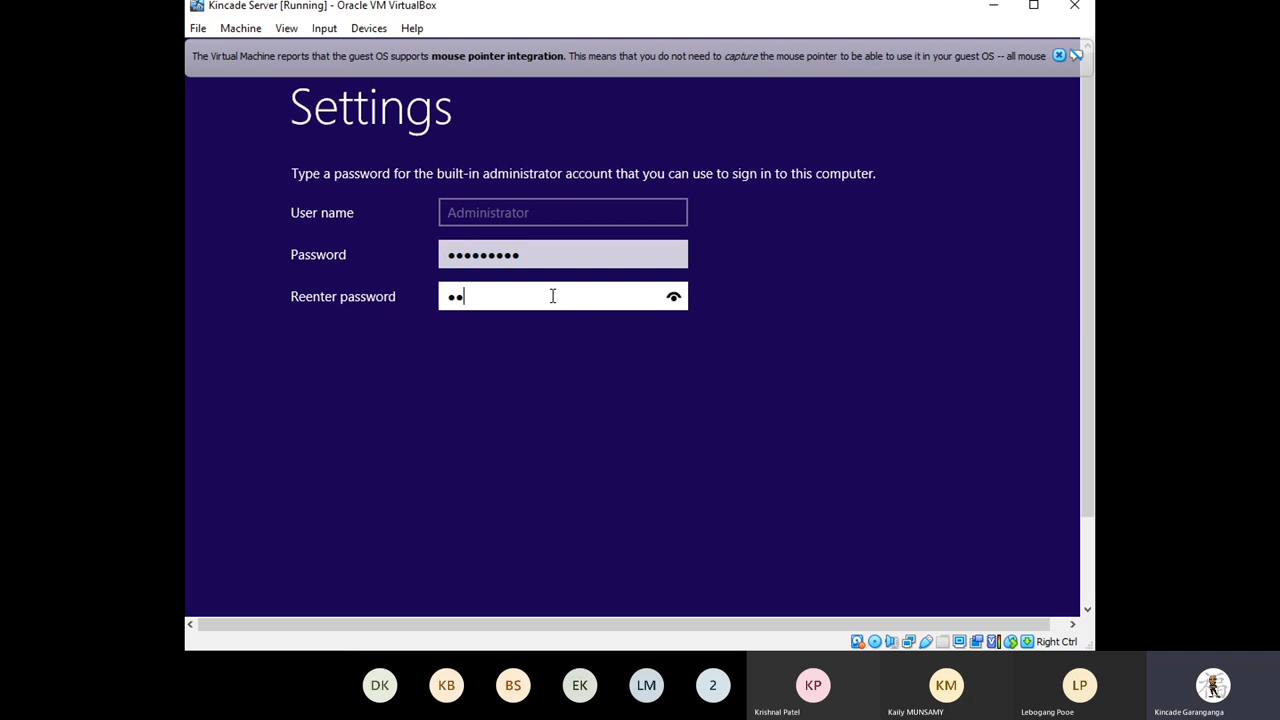 Kincade Server [Running] - Oracle VM VirtualBox
File Machine View Input Devices Help
The Virtual Machine reports that the guest OS supports mouse pointer integration. This means that you do not need to capture the mouse pointer to be able to use it in your guest OS -- all mouse
Settings
Type a password for the built-in administrator account that you can use to sign in to this computer.
User name Administrator
Password •••••••••
Reenter password ••
Right Ctrl
DK KB BS EK LM 2 KP KM LP
Krishnal Patel Kaily MUNSAMY Lebogang Pooe Kincade Garanganga